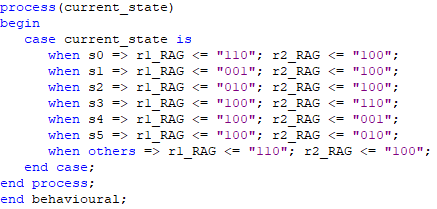 process(current_state)
begin
case current_state is
when s0 => r1_RAG <= "110"; r2_RAG <= "100";
when s1 => r1_RAG <= "001"; r2_RAG <= "100";
when s2 => r1_RAG <= "010"; r2_RAG <= "100";
when s3 => r1_RAG <= "100"; r2_RAG <= "110";
when s4 => r1_RAG <= "100"; r2_RAG <= "001";
when s5 => r1_RAG <= "100"; r2_RAG <= "010";
when others => r1_RAG <= "110"; r2_RAG <= "100";
end case;
end process;
end behavioural;